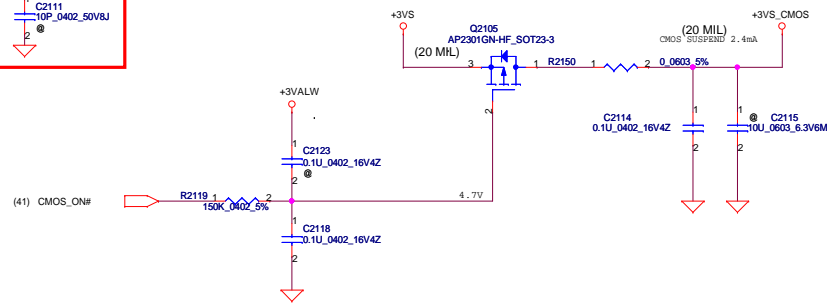 1
C2111
10P_0402_50V8J
2
@
+3VS
Q2105
AP2301GN-HF_SOT23-3
(20 MIL)
3
1
R2150
1
2
0_0603_5%
(20 MIL)
CMOS SUSPEND 2.4mA
+3VS_CMOS
2
1
C2114
0.1U_0402_16V4Z
2
1
@
C2115
10U_0603_6.3V6M
2
+3VALW
1
C2123
0.1U_0402_16V4Z
2
@
(41) CMOS_ON#
R2119
1
2
150K_0402_5%
4.7V
1
C2118
0.1U_0402_16V4Z
2